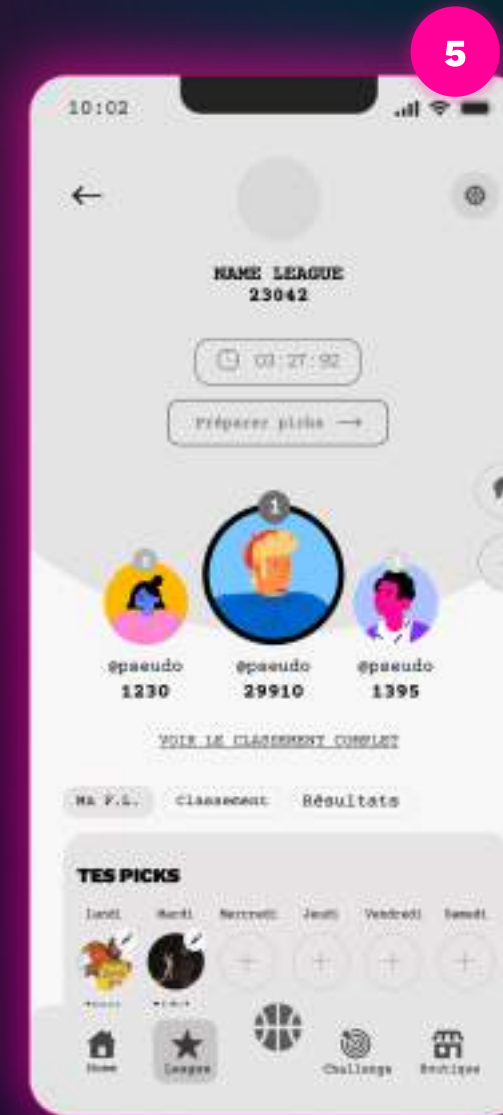 5
10:02
NAME LEAGUE
23042
03:27:92
Préparer picks →
1
@pseudo @pseudo @pseudo
1230 29910 1395
VOIR LE CLASSEMENT COMPLET
MA F.L. Classement Résultats
TES PICKS
Lundi Mardi Mercredi Jeudi Vendredi Samedi
Home League Challenge Boutique